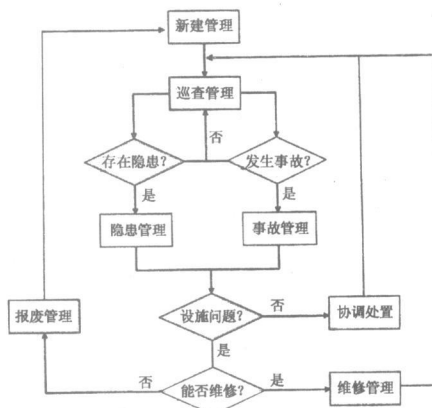 新建管理
巡查管理
否
存在隐患?
发生事故?
是
是
隐患管理
事故管理
报废管理
设施问题?
否
协调处置
是
否
能否维修?
是
维修管理